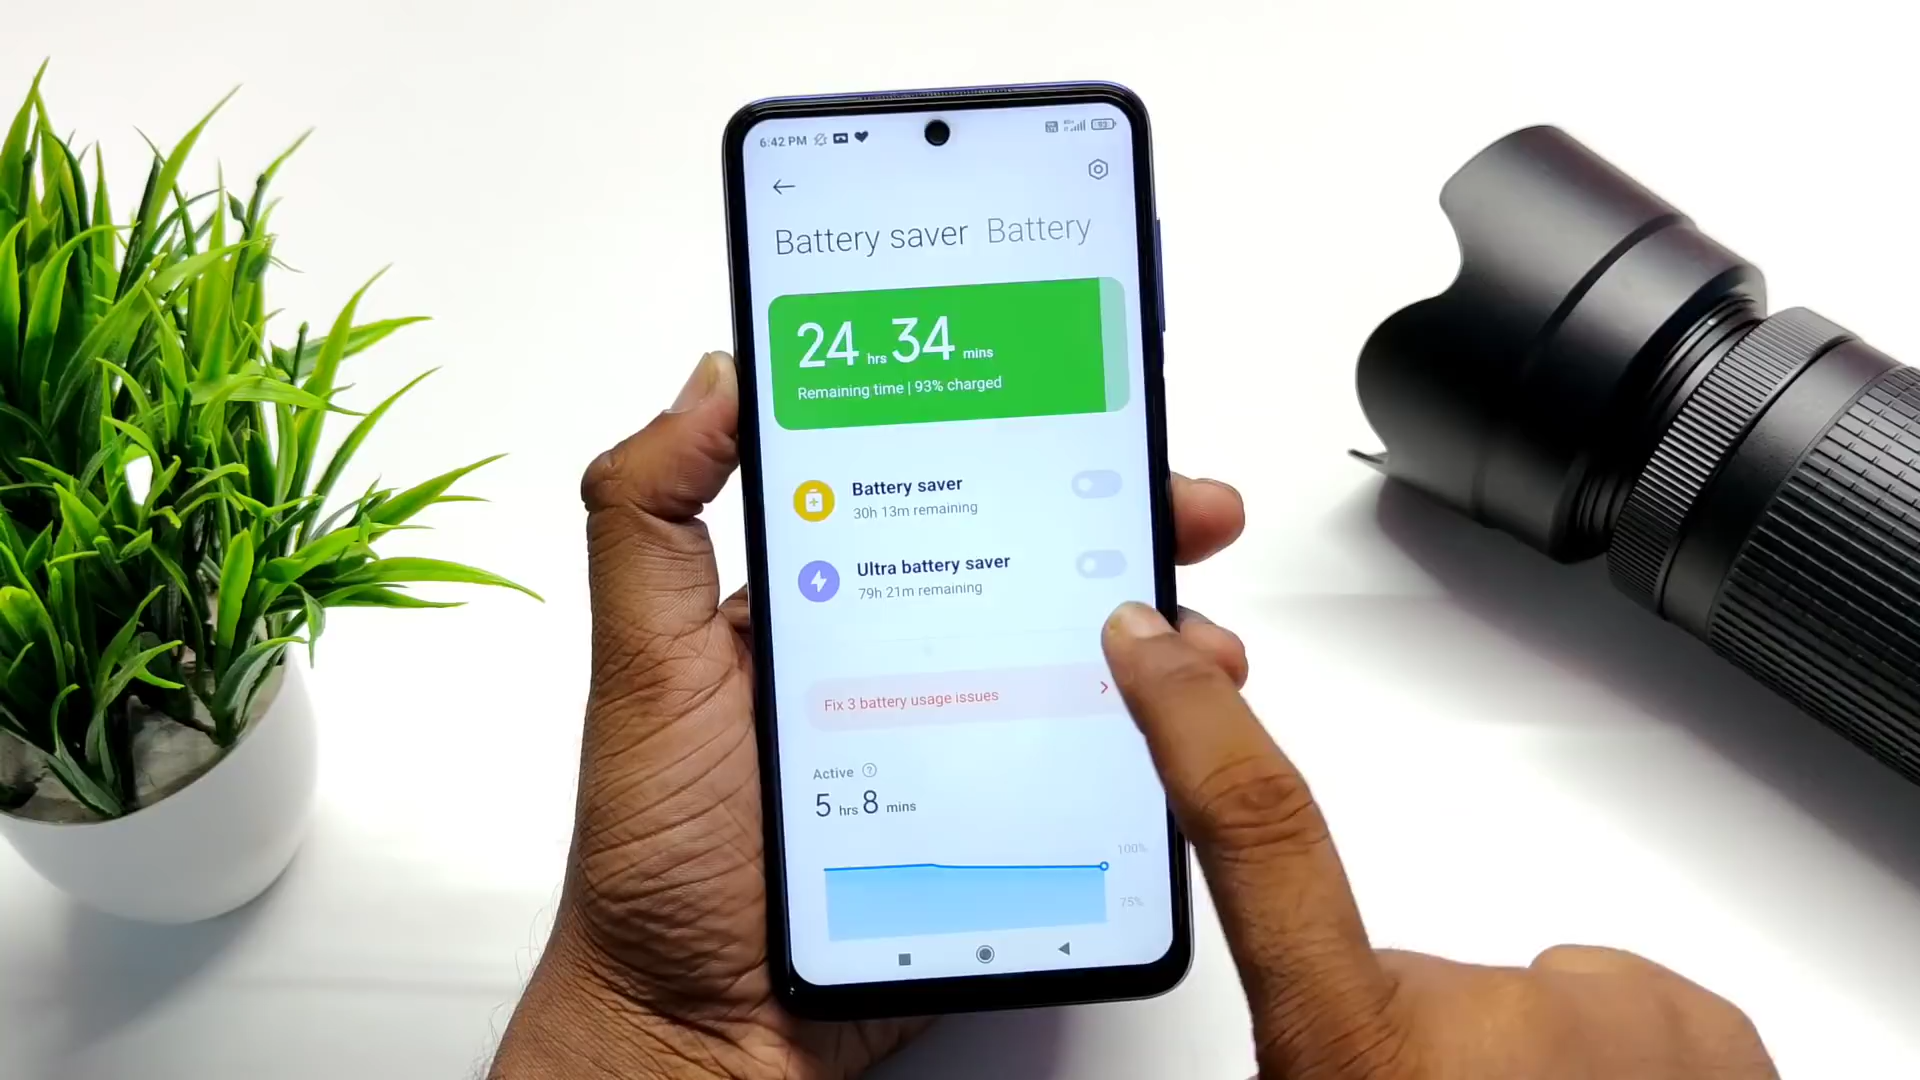 6:42 PM
93
Battery saver Battery
24 hrs 34 mins
Remaining time | 93% charged
Battery saver
30h 13m remaining
Ultra battery saver
79h 21m remaining
Fix 3 battery usage issues
Active ?
5 hrs 8 mins
100%
75%